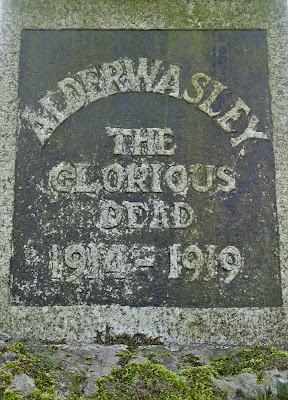 ALDERWASLEY
THE
GLORIOUS
DEAD
1914-1919